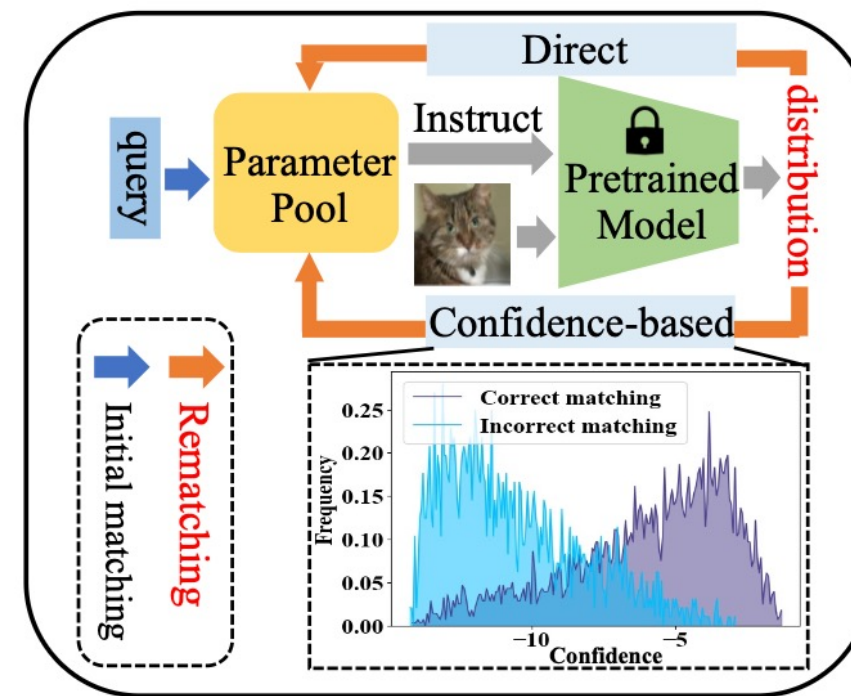 Direct
query
Parameter
Pool
Instruct
Pretrained
Model
distribution
Confidence-based
Initial matching
Rematching
Correct matching
Incorrect matching
Frequency
0.25
0.20
0.15
0.10
0.05
0.00
−10
−5
Confidence